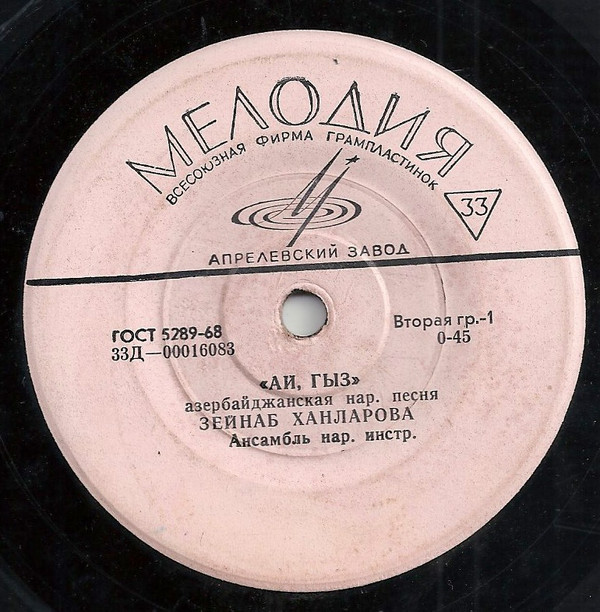 МЕЛОДИЯ
ВСЕСОЮЗНАЯ ФИРМА ГРАМПЛАСТИНОК
33
АПРЕЛЕВСКИЙ ЗАВОД
ГОСТ 5289-68
33Д—00016083
Вторая гр.-1
0-45
«АИ, ГЫЗ»
азербайджанская нар. песня
ЗЕЙНАБ ХАНЛАРОВА
Ансамбль нар. инстр.